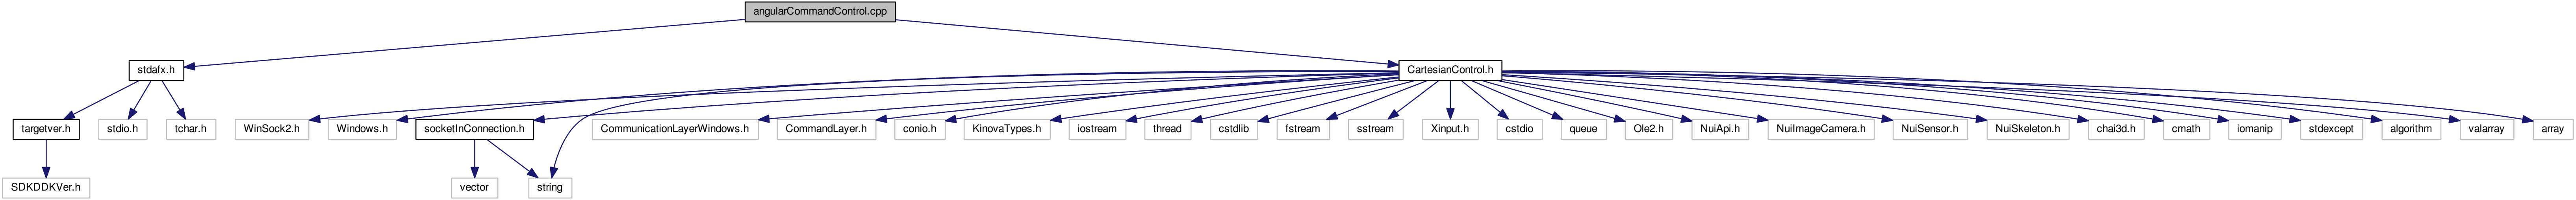 angularCommandControl.cpp
stdafx.h
CartesianControl.h
targetver.h
stdio.h
tchar.h
WinSock2.h
Windows.h
socketInConnection.h
CommunicationLayerWindows.h
CommandLayer.h
conio.h
KinovaTypes.h
iostream
thread
cstdlib
fstream
sstream
Xinput.h
cstdio
queue
Ole2.h
NuiApi.h
NuiImageCamera.h
NuiSensor.h
NuiSkeleton.h
chai3d.h
cmath
iomanip
stdexcept
algorithm
valarray
array
SDKDDKVer.h
vector
string